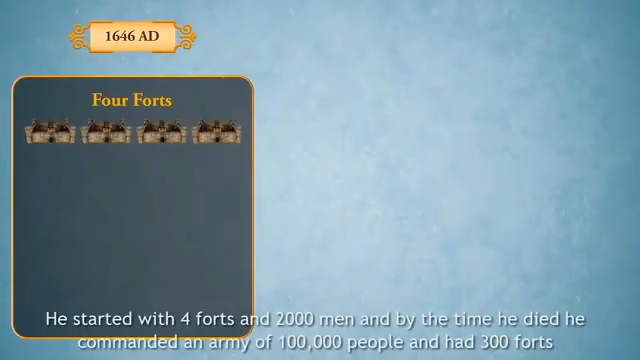 1646 AD
Four Forts
He started with 4 forts and 2000 men and by the time he died he
commanded an army of 100,000 people and had 300 forts